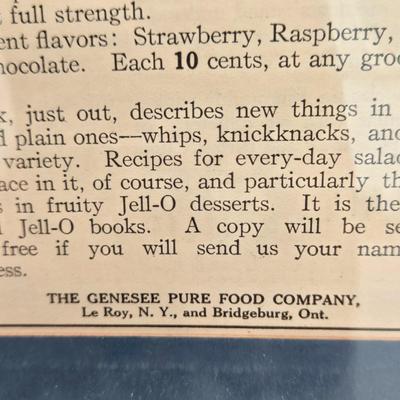 full strength.
ent flavors: Strawberry, Raspberry,
hocolate. Each 10 cents, at any gro
k, just out, describes new things in
d plain ones—whips, knickknacks, and
variety. Recipes for every-day salad
ace in it, of course, and particularly th
s in fruity Jell-O desserts. It is the
d Jell-O books. A copy will be se
free if you will send us your nam
ess.
THE GENESEE PURE FOOD COMPANY,
Le Roy, N. Y., and Bridgeburg, Ont.